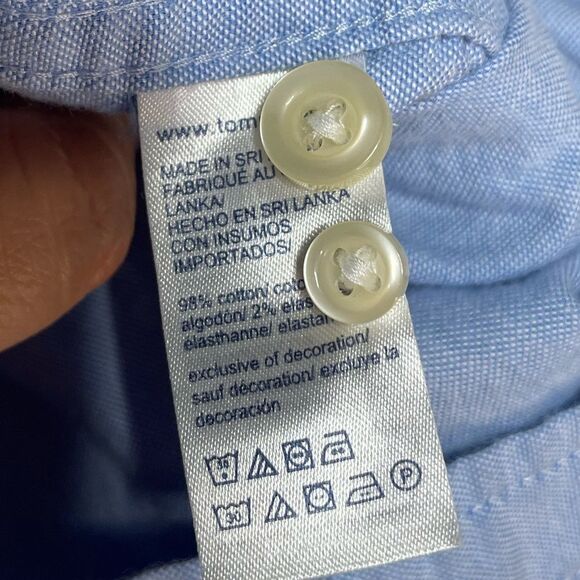 www.tom
MADE IN SRI
FABRIQUÉ AU
LANKA/
HECHO EN SRI LANKA
CON INSUMOS
IMPORTADOS/
98% cotton/
algodón/ 2%
elasthanne/
exclusive of decoration/
sauf décoration/ excluye la
decoración
30
P